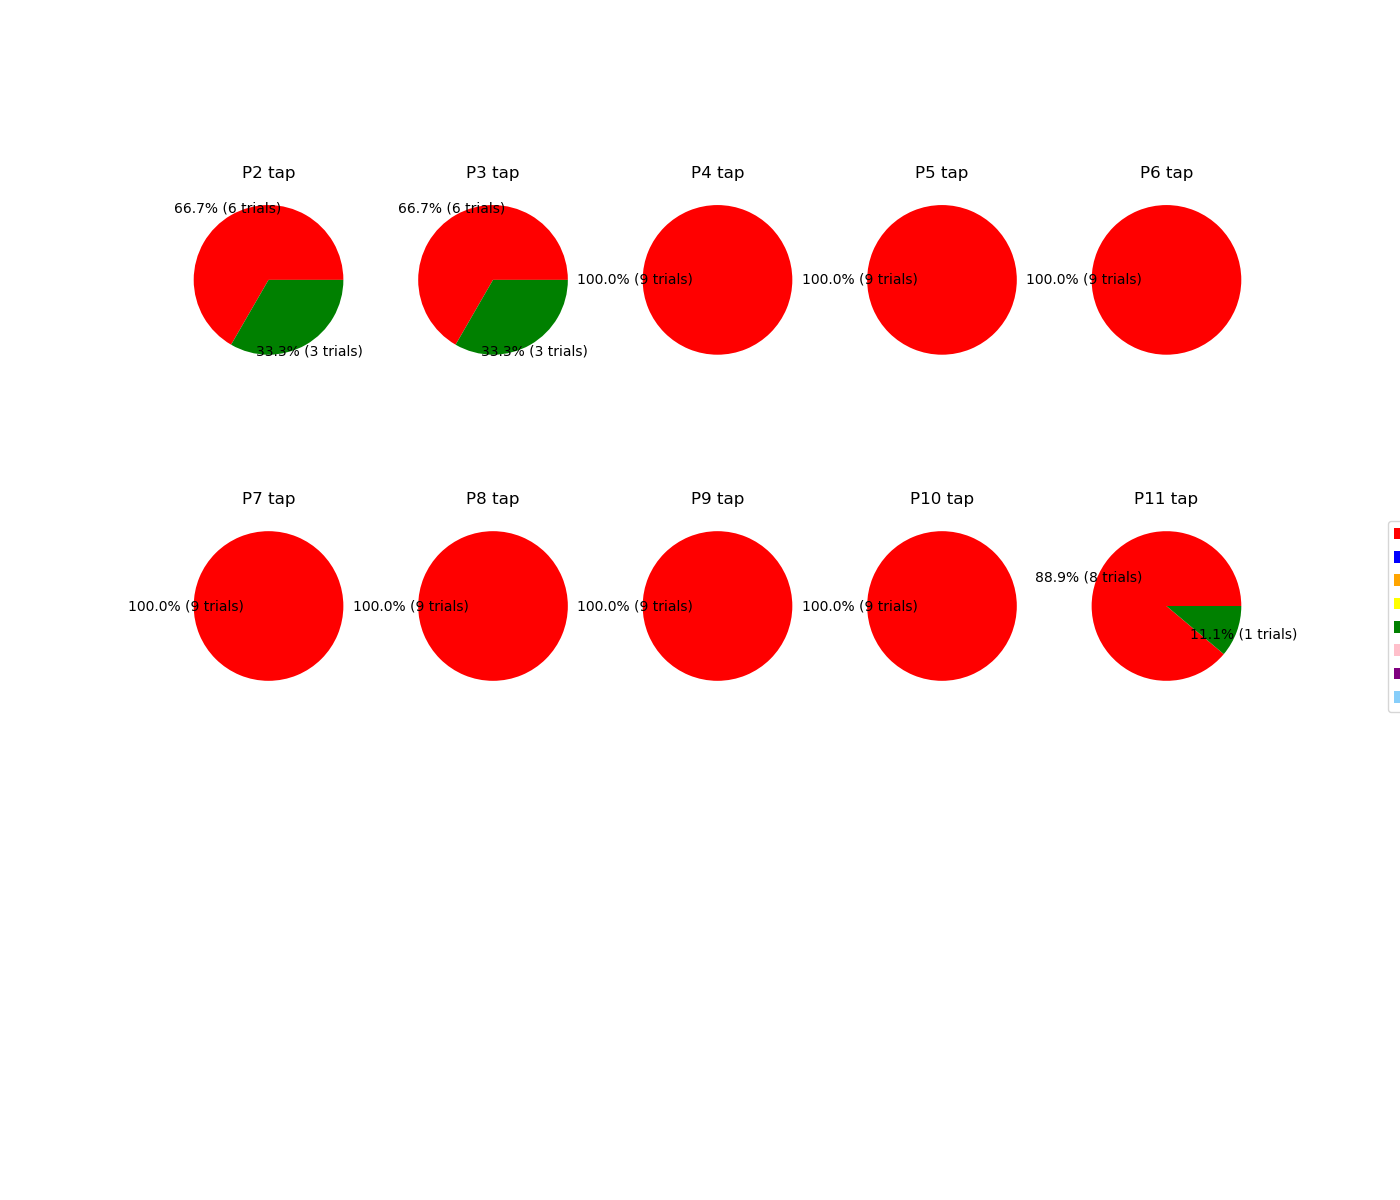 P2 tap
P3 tap
P4 tap
P5 tap
P6 tap
66.7% (6 trials)
66.7% (6 trials)
100.0% (9 trials)
100.0% (9 trials)
100.0% (9 trials)
33.3% (3 trials)
33.3% (3 trials)
P7 tap
P8 tap
P9 tap
P10 tap
P11 tap
88.9% (8 trials)
100.0% (9 trials)
100.0% (9 trials)
100.0% (9 trials)
100.0% (9 trials)
11.1% (1 trials)